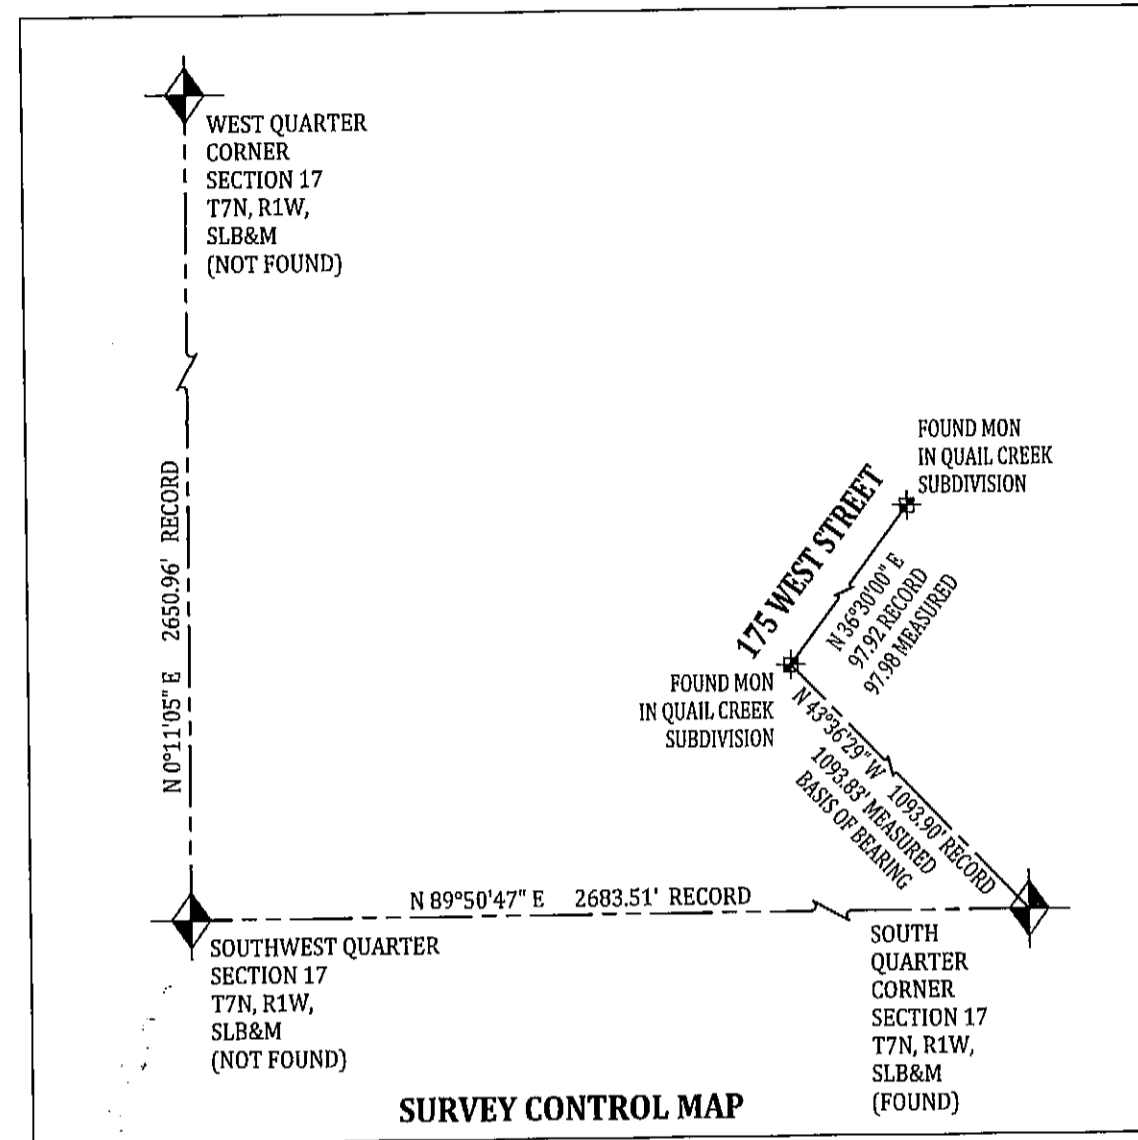 WEST QUARTER
CORNER
SECTION 17
T7N, R1W,
SLB&M
(NOT FOUND)
FOUND MON
IN QUAIL CREEK
SUBDIVISION
175 WEST STREET
N 36°30'00" E
97.92 RECORD
97.98 MEASURED
N 0°11'05" E 2650.96' RECORD
FOUND MON
IN QUAIL CREEK
SUBDIVISION
N 43°36'29" W 1093.90' RECORD
1093.83' MEASURED
BASIS OF BEARING
N 89°50'47" E 2683.51' RECORD
SOUTHWEST QUARTER
SECTION 17
T7N, R1W,
SLB&M
(NOT FOUND)
SOUTH
QUARTER
CORNER
SECTION 17
T7N, R1W,
SLB&M
(FOUND)
SURVEY CONTROL MAP